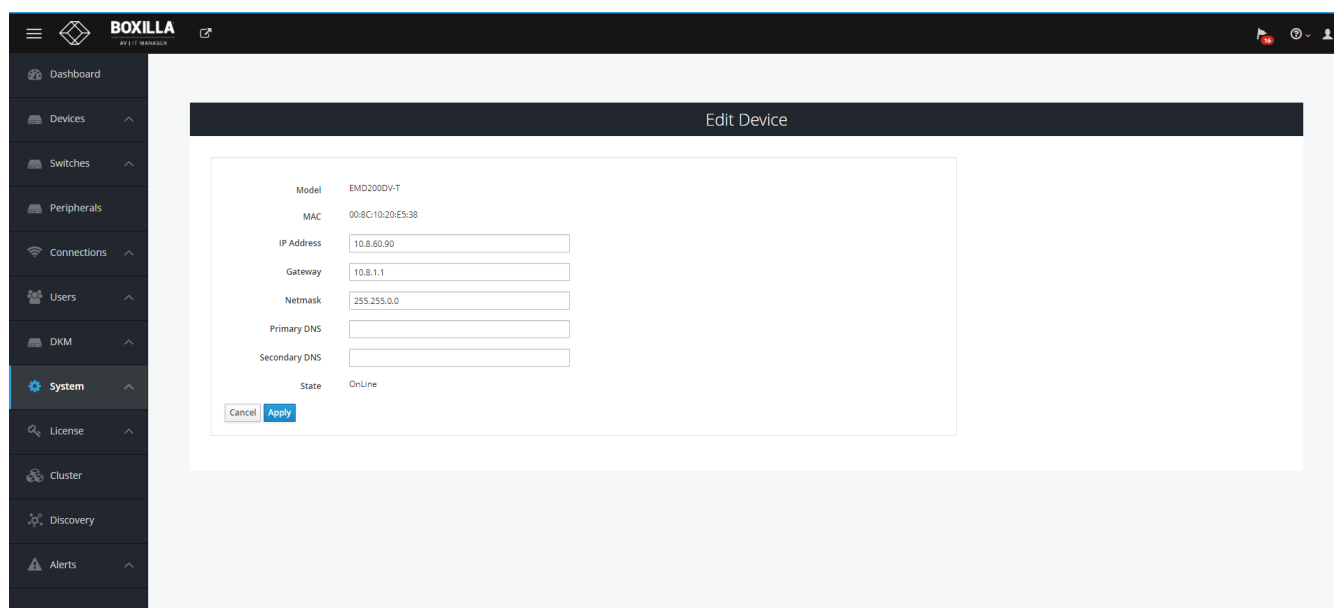 BOXILLA
AV | IT MANAGER
16
Dashboard
Devices
Switches
Peripherals
Connections
Users
DKM
System
License
Cluster
Discovery
Alerts
Edit Device
Model EMD200DV-T
MAC 00:8C:10:20:E5:38
IP Address 10.8.60.90
Gateway 10.8.1.1
Netmask 255.255.0.0
Primary DNS
Secondary DNS
State OnLine
Cancel Apply